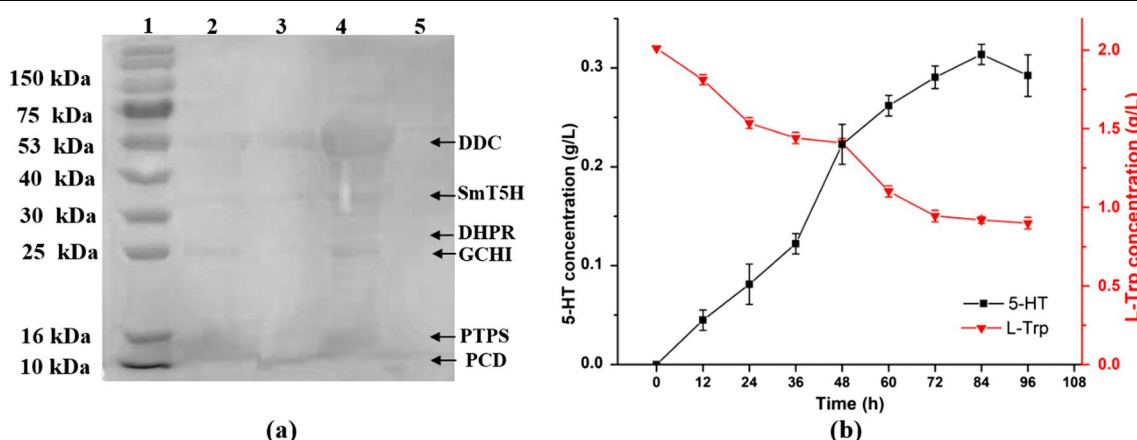 1 2 3 4 5
150 kDa
75 kDa
53 kDa
40 kDa
30 kDa
25 kDa
16 kDa
10 kDa
DDC
SmT5H
DHPR
GCHI
PTPS
PCD
(a)
5-HT concentration (g/L)
0.3
0.2
0.1
0.0
0 12 24 36 48 60 72 84 96 108
Time (h)
5-HT
L-Trp
2.0
1.5
1.0
0.5
0.0
L-Trp concentration (g/L)
(b)